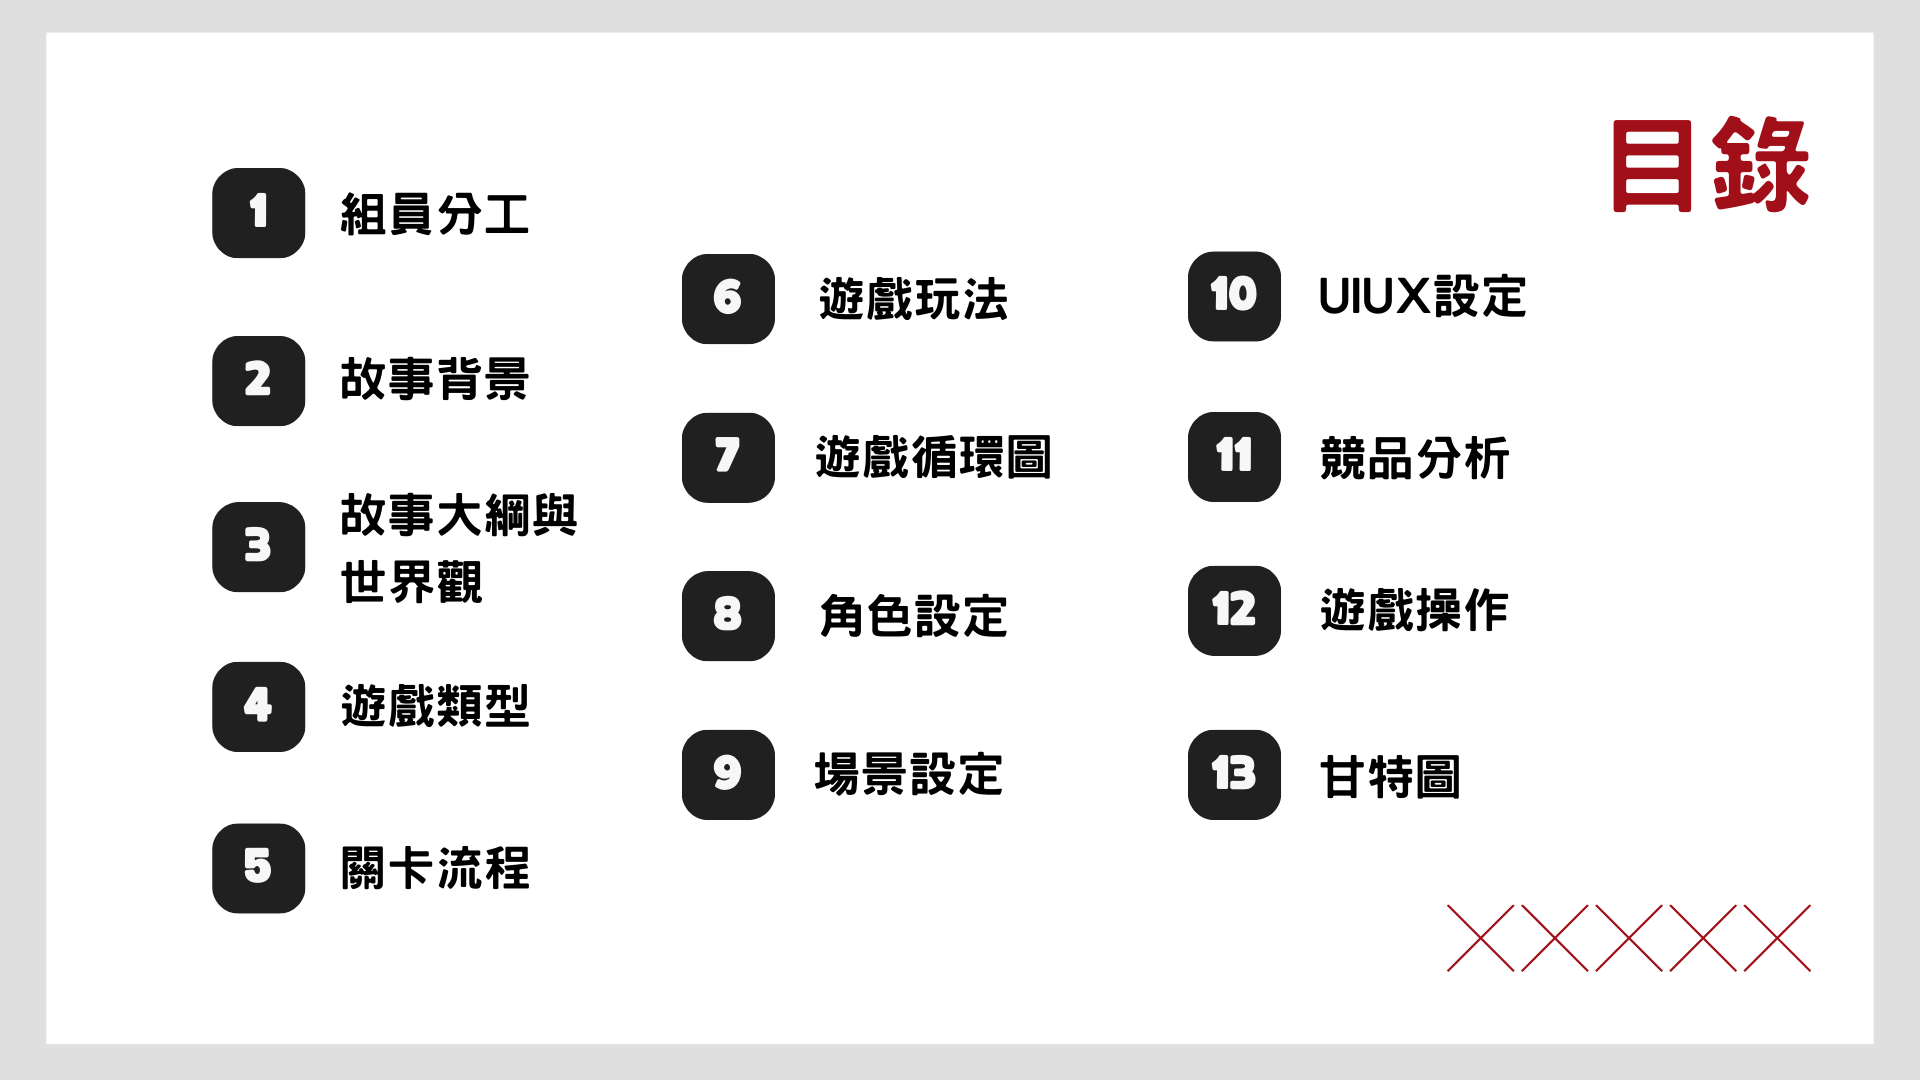 目錄
1
組員分工
2
故事背景
3
故事大綱與
世界觀
4
遊戲類型
5
關卡流程
6
遊戲玩法
7
遊戲循環圖
8
角色設定
9
場景設定
10
UIUX設定
11
競品分析
12
遊戲操作
13
甘特圖